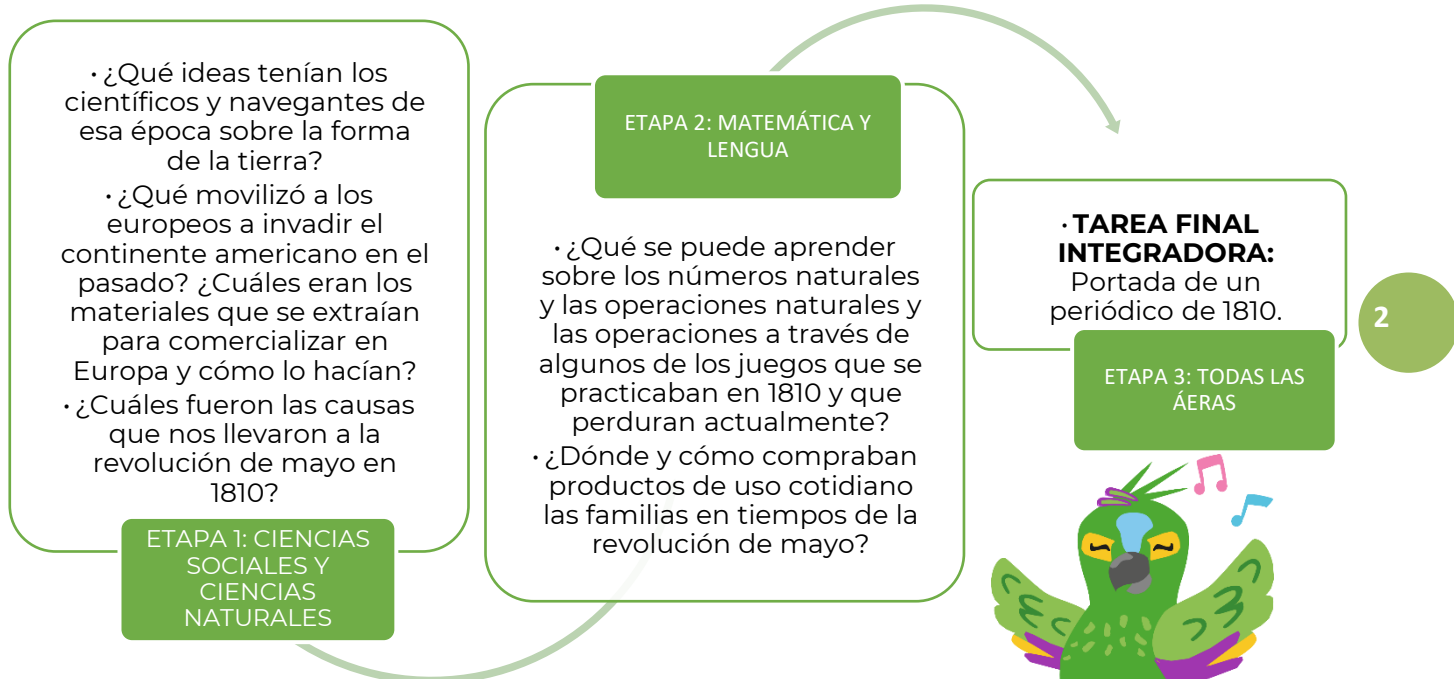 · ¿Qué ideas tenían los
científicos y navegantes de
esa época sobre la forma
de la tierra?
· ¿Qué movilizó a los
europeos a invadir el
continente americano en el
pasado? ¿Cuáles eran los
materiales que se extraían
para comercializar en
Europa y cómo lo hacían?
· ¿Cuáles fueron las causas
que nos llevaron a la
revolución de mayo en
1810?
ETAPA 1: CIENCIAS
SOCIALES Y
CIENCIAS
NATURALES
ETAPA 2: MATEMÁTICA Y
LENGUA
· ¿Qué se puede aprender
sobre los números naturales
y las operaciones naturales y
las operaciones a través de
algunos de los juegos que se
practicaban en 1810 y que
perduran actualmente?
· ¿Dónde y cómo compraban
productos de uso cotidiano
las familias en tiempos de la
revolución de mayo?
· TAREA FINAL
INTEGRADORA:
Portada de un
periódico de 1810.
ETAPA 3: TODAS LAS
ÁERAS
2